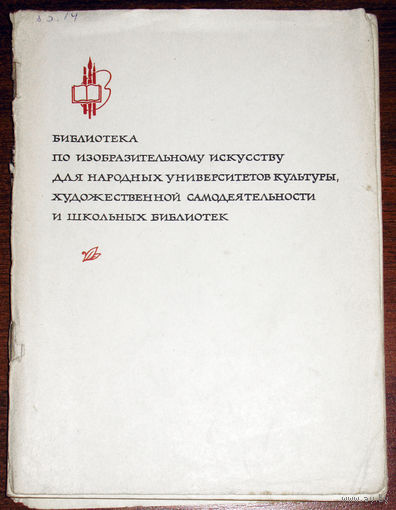 БИБЛИОТЕКА
ПО ИЗОБРАЗИТЕЛЬНОМУ ИСКУССТВУ
ДЛЯ НАРОДНЫХ УНИВЕРСИТЕТОВ КУЛЬТУРЫ,
ХУДОЖЕСТВЕННОЙ САМОДЕЯТЕЛЬНОСТИ
И ШКОЛЬНЫХ БИБЛИОТЕК